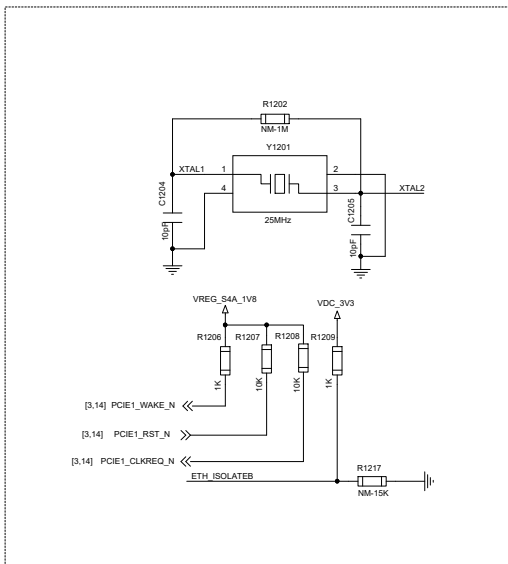 R1202
NM-1M
Y1201
XTAL1 1 2
4 3 XTAL2
C1204
10pF
C1205
10pF
25MHz
VREG_S4A_1V8 VDC_3V3
R1206 R1207 R1208 R1209
1K 10K 10K 1K
[3,14] PCIE1_WAKE_N
[3,14] PCIE1_RST_N
[3,14] PCIE1_CLKREQ_N
ETH_ISOLATEB
R1217
NM-15K